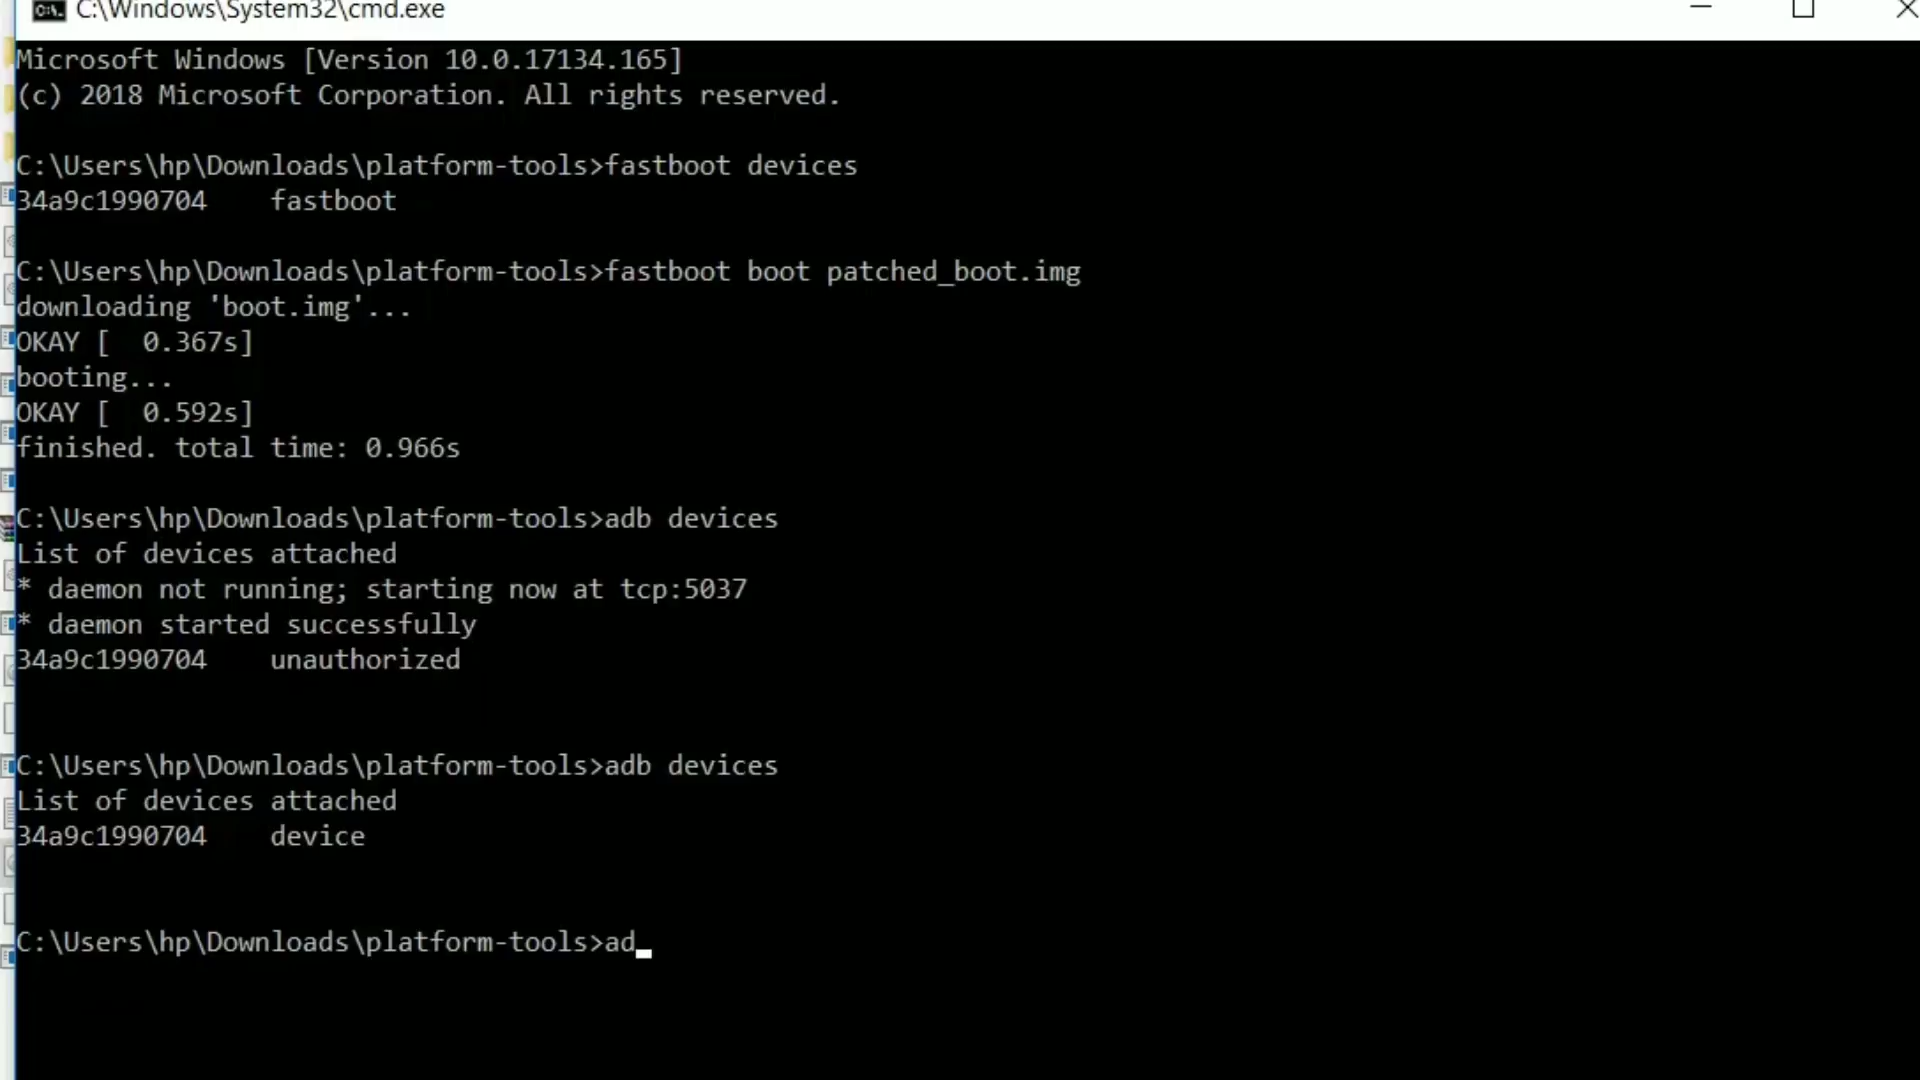 C:\Windows\System32\cmd.exe
Microsoft Windows [Version 10.0.17134.165]
(c) 2018 Microsoft Corporation. All rights reserved.
C:\Users\hp\Downloads\platform-tools>fastboot devices
34a9c1990704    fastboot
C:\Users\hp\Downloads\platform-tools>fastboot boot patched_boot.img
downloading 'boot.img'...
OKAY [  0.367s]
booting...
OKAY [  0.592s]
finished. total time: 0.966s
C:\Users\hp\Downloads\platform-tools>adb devices
List of devices attached
* daemon not running; starting now at tcp:5037
* daemon started successfully
34a9c1990704    unauthorized
C:\Users\hp\Downloads\platform-tools>adb devices
List of devices attached
34a9c1990704    device
C:\Users\hp\Downloads\platform-tools>ad